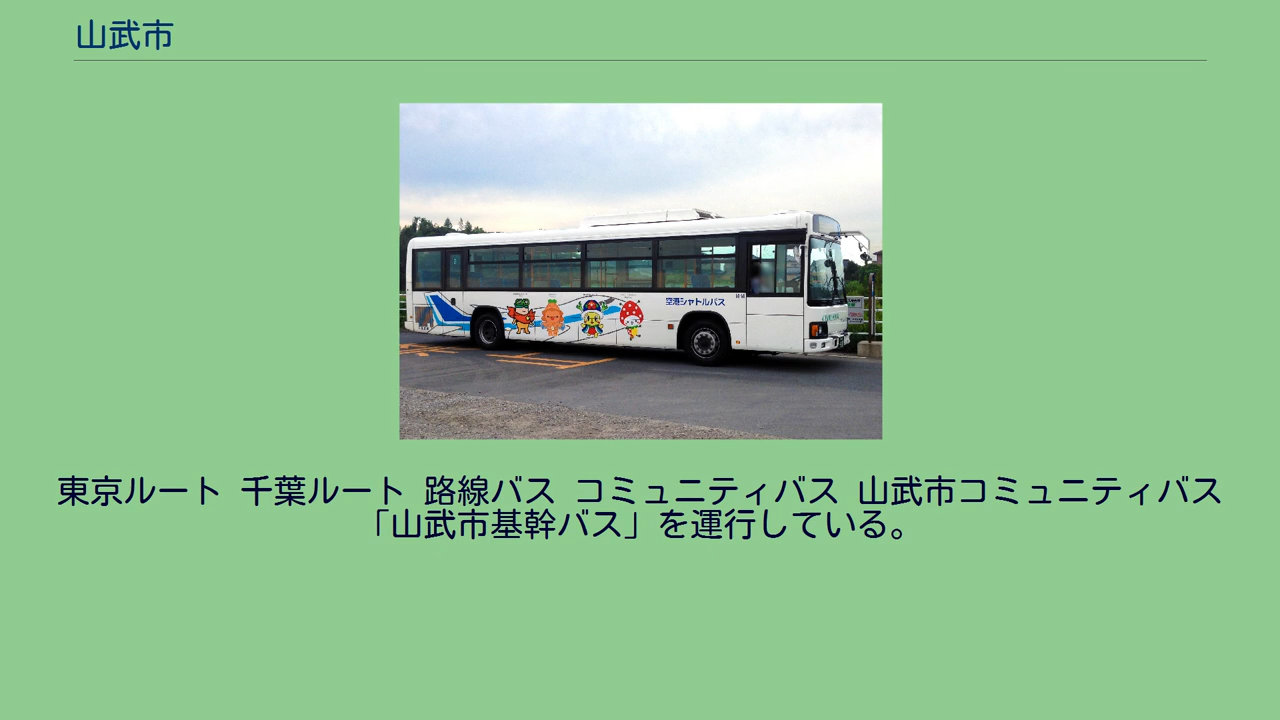 山武市
空港シャトルバス
東京ルート 千葉ルート 路線バス コミュニティバス 山武市コミュニティバス
「山武市基幹バス」を運行している。